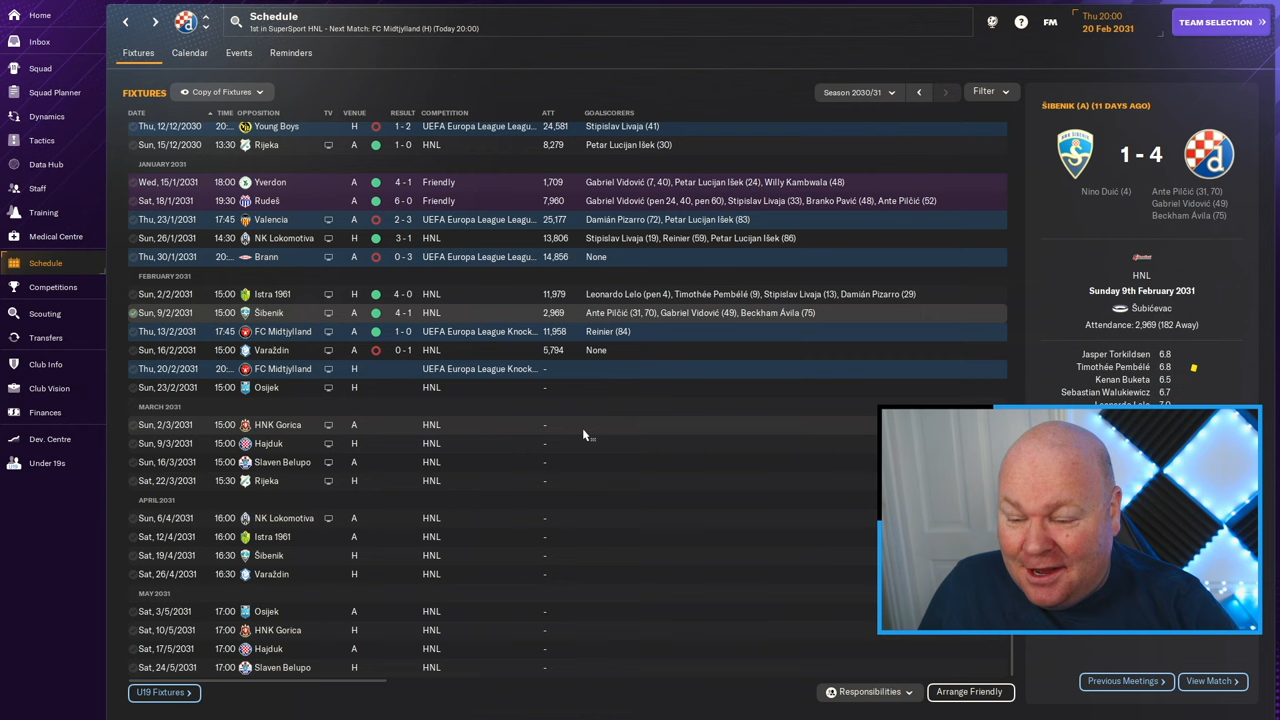 Home
Schedule
1st in SuperSport HNL - Next Match: FC Midtjylland (H) (Today 20:00)
FM
Thu 20:00
20 Feb 2031
TEAM SELECTION
Inbox
Squad
Squad Planner
Dynamics
Tactics
Data Hub
Staff
Training
Medical Centre
Schedule
Competitions
Scouting
Transfers
Club Info
Club Vision
Finances
Dev. Centre
Under 19s
Fixtures Calendar Events Reminders
FIXTURES Copy of Fixtures Season 2030/31 Filter
DATE TIME OPPOSITION TV VENUE RESULT COMPETITION ATT GOALSCORERS
Thu, 12/12/2030 20:... Young Boys H 1 - 2 UEFA Europa League Leagu... 24,581 Stipislav Livaja (41)
Sun, 15/12/2030 13:30 Rijeka A 1 - 0 HNL 8,279 Petar Lucijan Išek (30)
JANUARY 2031
Wed, 15/1/2031 18:00 Yverdon A 4 - 1 Friendly 1,709 Gabriel Vidović (7, 40), Petar Lucijan Išek (24), Willy Kambwala (48)
Sat, 18/1/2031 19:30 Rudeš A 6 - 0 Friendly 7,960 Gabriel Vidović (pen 24, 40, pen 60), Stipislav Livaja (33), Branko Pavić (48), Ante Pilčić (52)
Thu, 23/1/2031 17:45 Valencia A 2 - 3 UEFA Europa League Leagu... 25,177 Damián Pizarro (72), Petar Lucijan Išek (83)
Sun, 26/1/2031 14:30 NK Lokomotiva H 3 - 1 HNL 13,806 Stipislav Livaja (19), Reinier (59), Petar Lucijan Išek (86)
Thu, 30/1/2031 20:... Brann A 0 - 3 UEFA Europa League Leagu... 14,856 None
FEBRUARY 2031
Sun, 2/2/2031 15:00 Istra 1961 H 4 - 0 HNL 11,979 Leonardo Lelo (pen 4), Timothée Pembélé (9), Stipislav Livaja (13), Damián Pizarro (29)
Sun, 9/2/2031 15:00 Šibenik A 4 - 1 HNL 2,969 Ante Pilčić (31, 70), Gabriel Vidović (49), Beckham Ávila (75)
Thu, 13/2/2031 17:45 FC Midtjylland A 1 - 0 UEFA Europa League Knock... 11,958 Reinier (84)
Sun, 16/2/2031 15:00 Varaždin A 0 - 1 HNL 5,794 None
Thu, 20/2/2031 20:... FC Midtjylland H UEFA Europa League Knock... -
Sun, 23/2/2031 15:00 Osijek H HNL -
MARCH 2031
Sun, 2/3/2031 15:00 HNK Gorica A HNL -
Sun, 9/3/2031 15:00 Hajduk H HNL -
Sun, 16/3/2031 15:00 Slaven Belupo A HNL -
Sat, 22/3/2031 15:30 Rijeka H HNL -
APRIL 2031
Sun, 6/4/2031 16:00 NK Lokomotiva A HNL -
Sat, 12/4/2031 16:00 Istra 1961 A HNL -
Sat, 19/4/2031 16:30 Šibenik H HNL -
Sat, 26/4/2031 16:30 Varaždin H HNL -
MAY 2031
Sat, 3/5/2031 17:00 Osijek A HNL -
Sat, 10/5/2031 17:00 HNK Gorica H HNL -
Sat, 17/5/2031 17:00 Hajduk A HNL -
Sat, 24/5/2031 17:00 Slaven Belupo H HNL -
U19 Fixtures
Responsibilities
Arrange Friendly
ŠIBENIK (A) (11 DAYS AGO)
1 - 4
Nino Duić (4)
Ante Pilčić (31, 70)
Gabriel Vidović (49)
Beckham Ávila (75)
HNL
Sunday 9th February 2031
Šubićevac
Attendance: 2,969 (182 Away)
Jasper Torkildsen 6.8
Timothée Pembélé 6.8
Kenan Buketa 6.5
Sebastian Walukiewicz 6.7
Previous Meetings
View Match